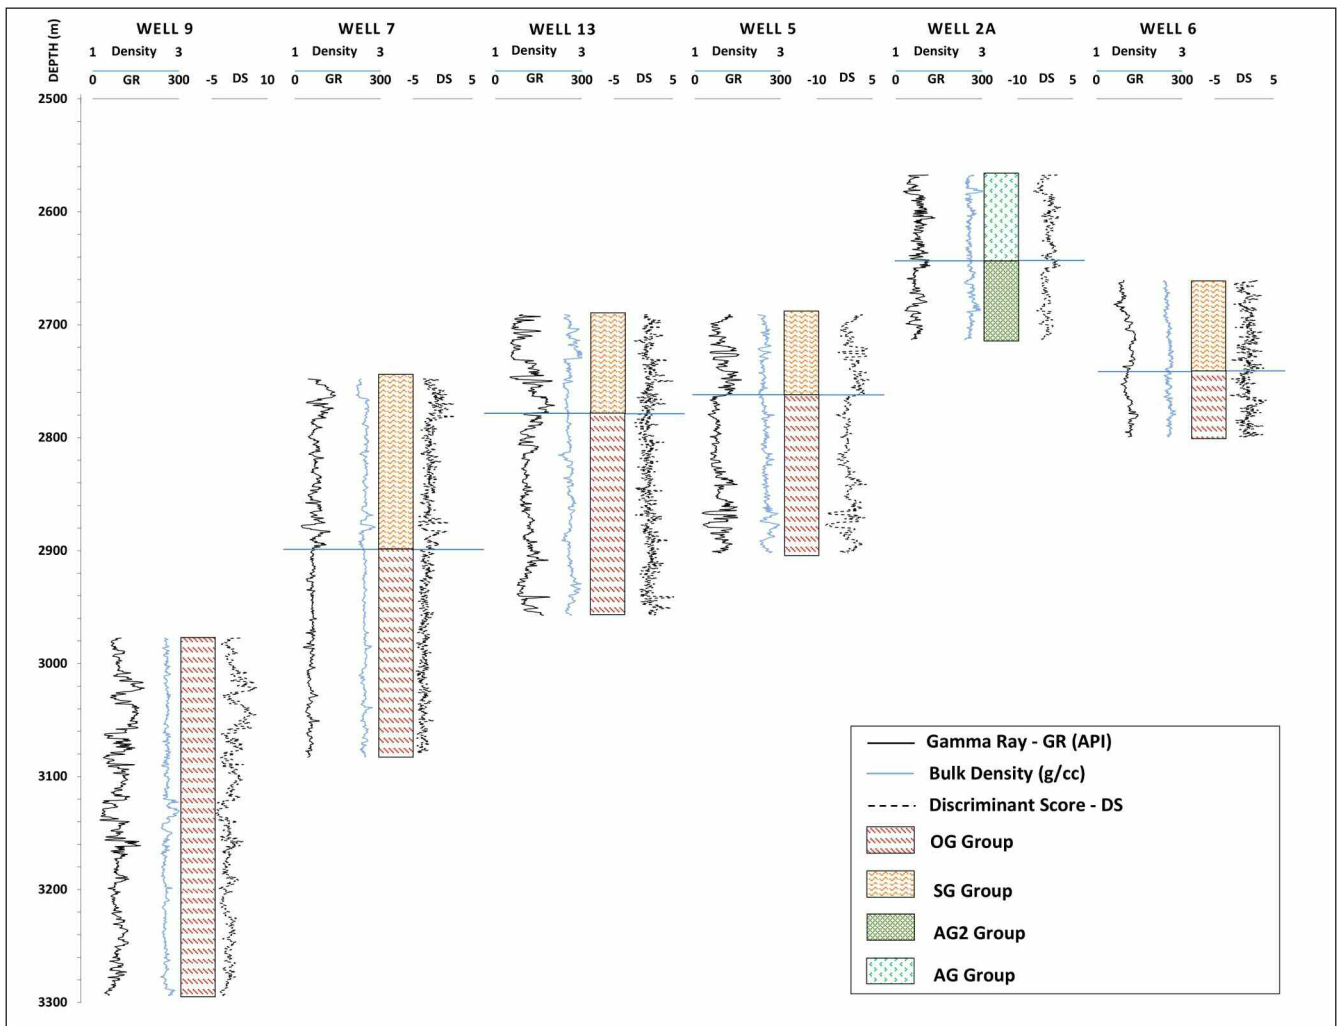 WELL 9 WELL 7 WELL 13 WELL 5 WELL 2A WELL 6
DEPTH (m)
1 Density 3 1 Density 3 1 Density 3 1 Density 3 1 Density 3 1 Density 3
0 GR 300 -5 DS 10 0 GR 300 -5 DS 5 0 GR 300 -5 DS 5 0 GR 300 -10 DS 5 0 GR 300 -10 DS 5 0 GR 300 -5 DS 5
2500
2600
2700
2800
2900
3000
3100
3200
3300
Gamma Ray - GR (API)
Bulk Density (g/cc)
Discriminant Score - DS
OG Group
SG Group
AG2 Group
AG Group